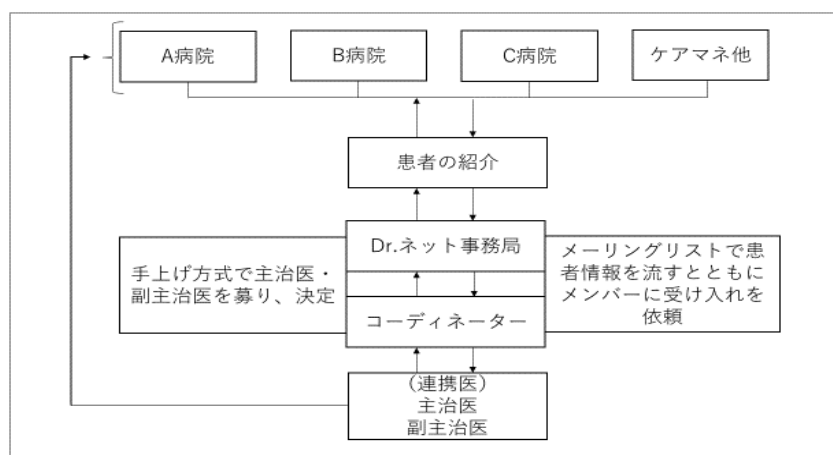 A病院
B病院
C病院
ケアマネ他
患者の紹介
Dr.ネット事務局
手上げ方式で主治医・
副主治医を募り、決定
メーリングリストで患
者情報を流すとともに
メンバーに受け入れを
依頼
コーディネーター
（連携医）
主治医
副主治医